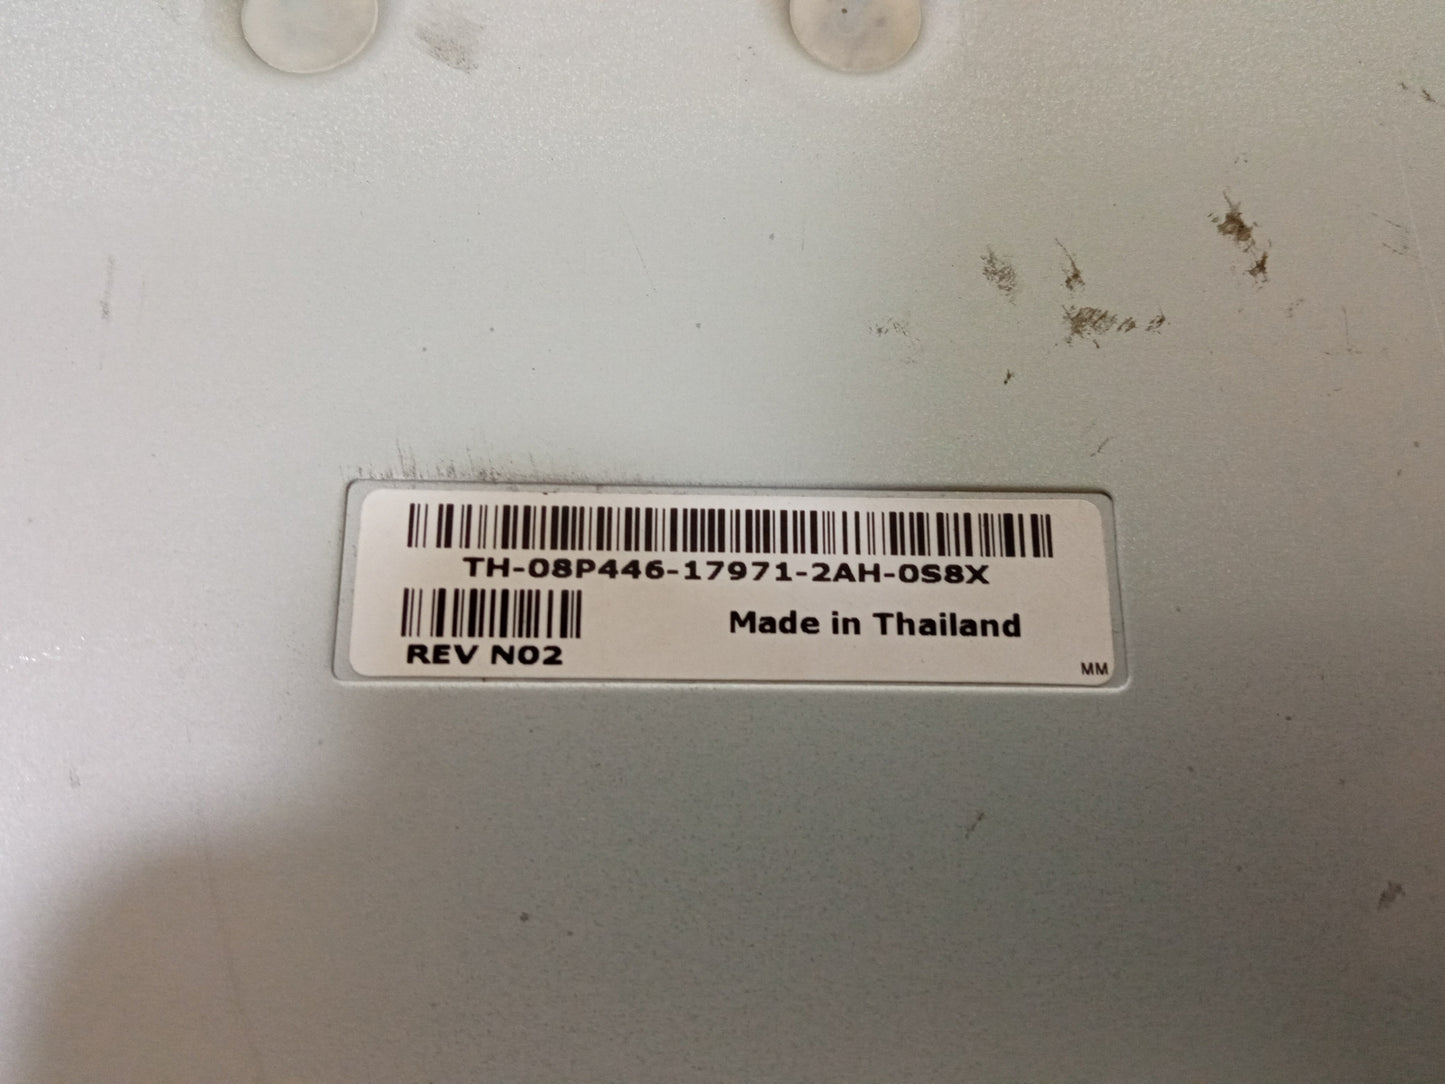 TH-08P446-17971-2AH-0S8X
Made in Thailand
REV N02
MM